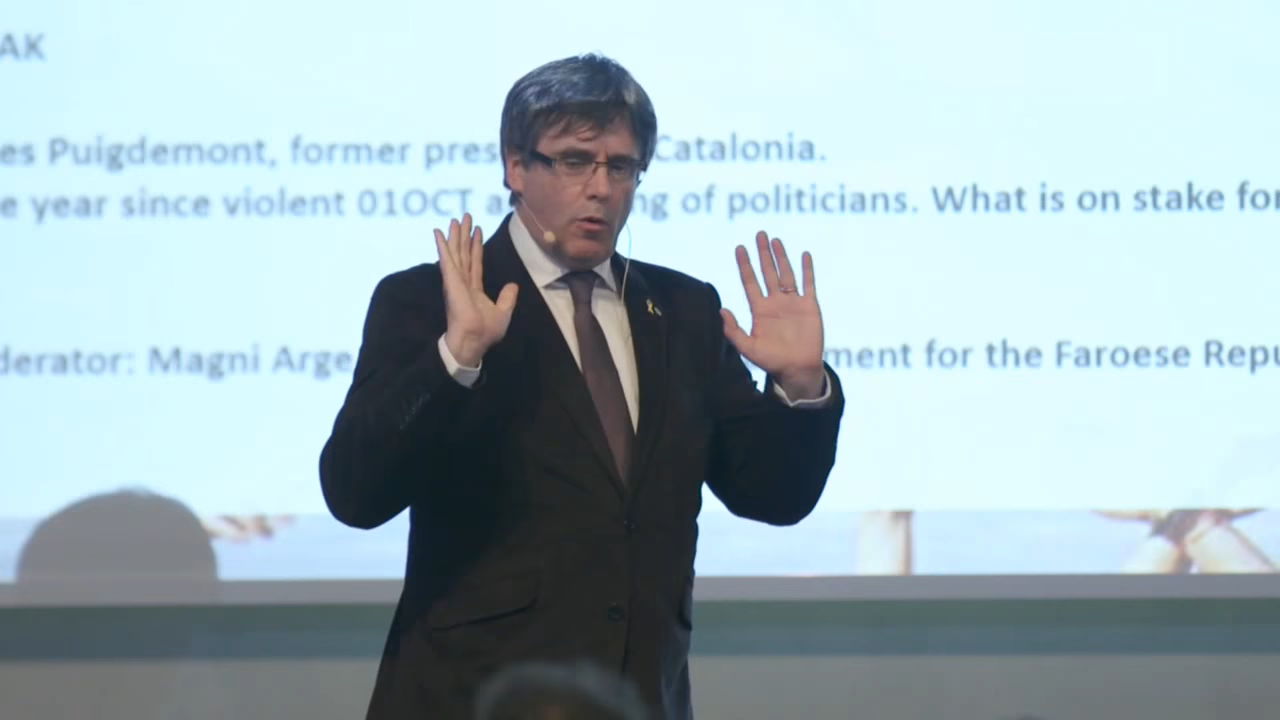 AK
es Puigdemont, former pres Catalonia.
e year since violent 01OCT a g of politicians. What is on stake for
derator: Magni Arge ment for the Faroese Repu